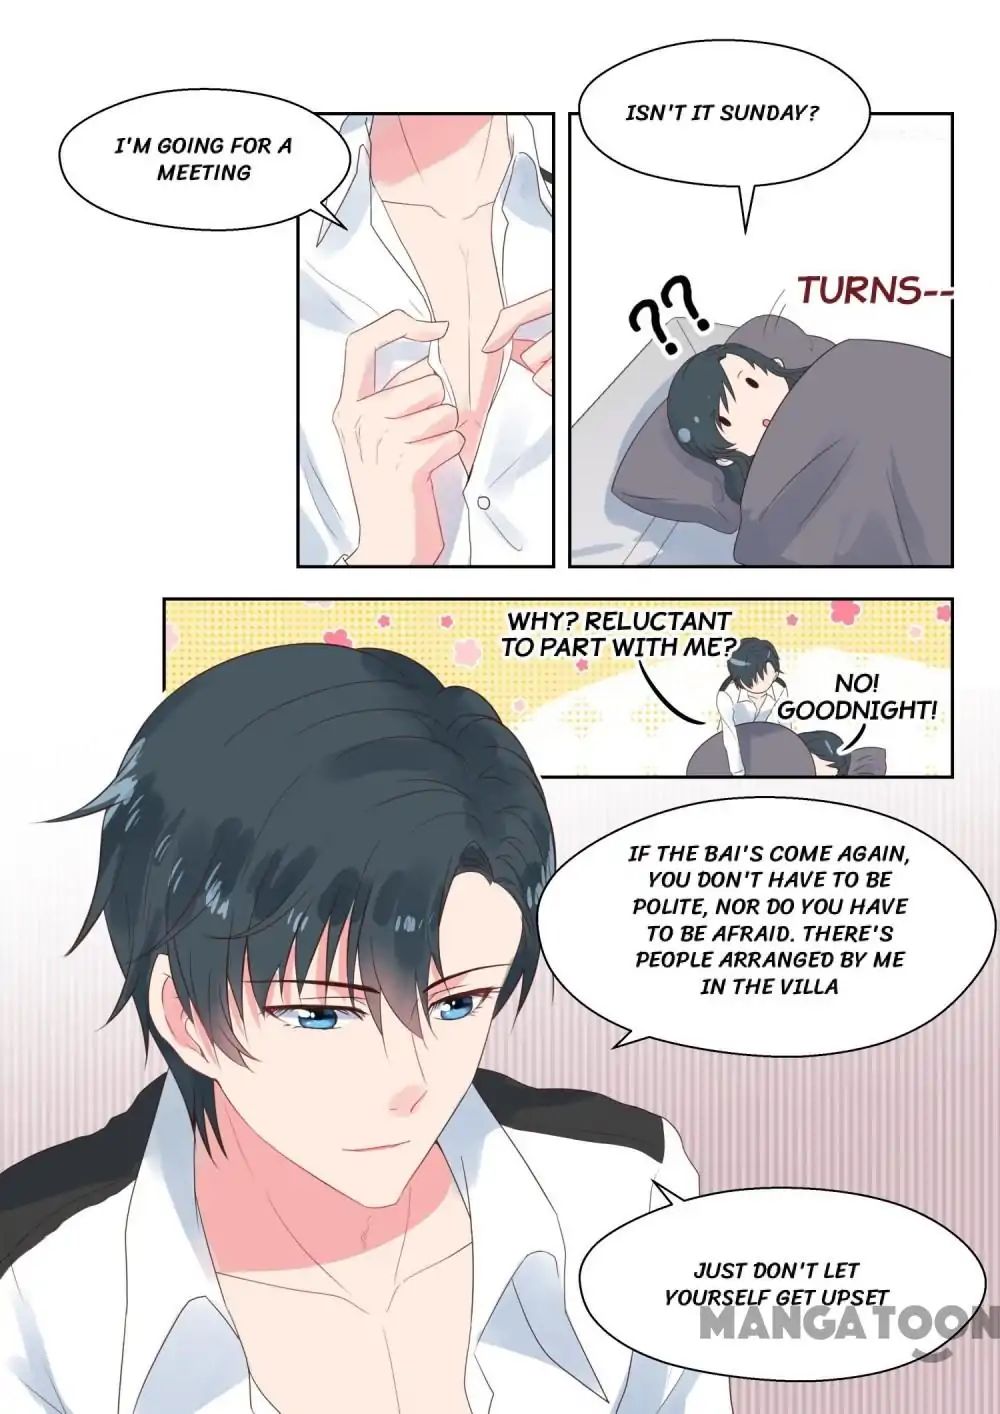 I'M GOING FOR A
MEETING
ISN'T IT SUNDAY?
??
TURNS--
WHY? RELUCTANT
TO PART WITH ME?
NO!
GOODNIGHT!
IF THE BAI'S COME AGAIN,
YOU DON'T HAVE TO BE
POLITE, NOR DO YOU HAVE
TO BE AFRAID. THERE'S
PEOPLE ARRANGED BY ME
IN THE VILLA
JUST DON'T LET
YOURSELF GET UPSET
MANGATOON